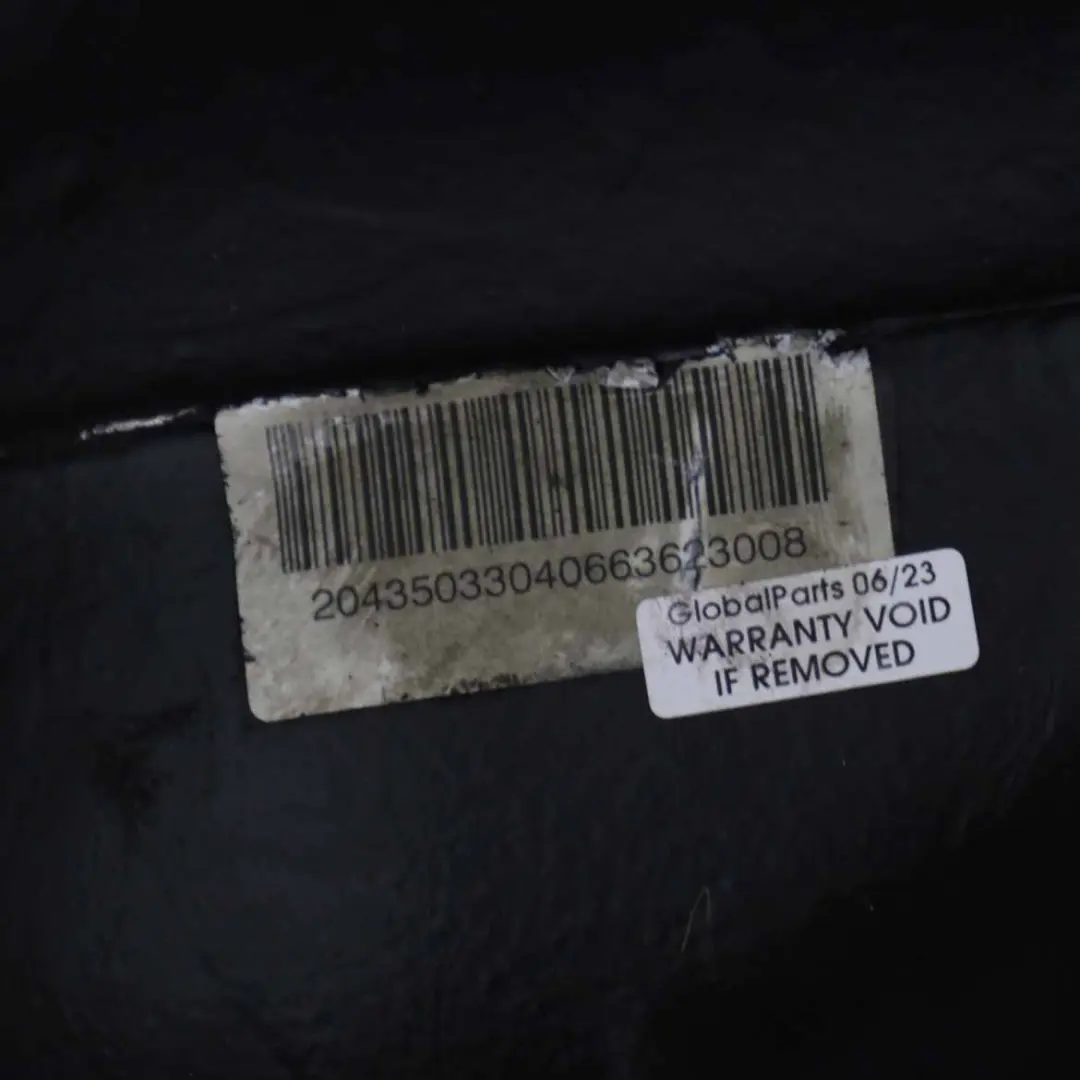 20435033040663623008
GlobalParts 06/23
WARRANTY VOID
IF REMOVED